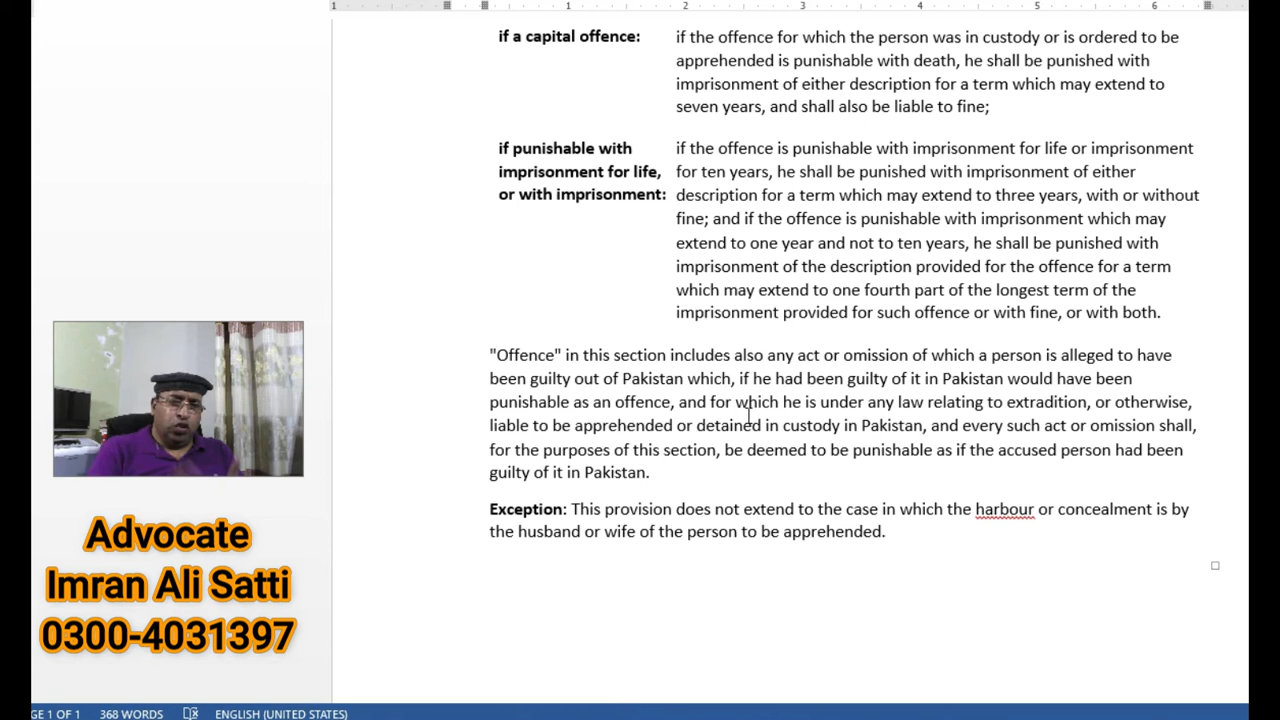 1 1 2 3 4 5 6
if a capital offence: if the offence for which the person was in custody or is ordered to be
apprehended is punishable with death, he shall be punished with
imprisonment of either description for a term which may extend to
seven years, and shall also be liable to fine;
if punishable with
imprisonment for life,
or with imprisonment:
if the offence is punishable with imprisonment for life or imprisonment
for ten years, he shall be punished with imprisonment of either
description for a term which may extend to three years, with or without
fine; and if the offence is punishable with imprisonment which may
extend to one year and not to ten years, he shall be punished with
imprisonment of the description provided for the offence for a term
which may extend to one fourth part of the longest term of the
imprisonment provided for such offence or with fine, or with both.
"Offence" in this section includes also any act or omission of which a person is alleged to have
been guilty out of Pakistan which, if he had been guilty of it in Pakistan would have been
punishable as an offence, and for which he is under any law relating to extradition, or otherwise,
liable to be apprehended or detained in custody in Pakistan, and every such act or omission shall,
for the purposes of this section, be deemed to be punishable as if the accused person had been
guilty of it in Pakistan.
Exception: This provision does not extend to the case in which the harbour or concealment is by
the husband or wife of the person to be apprehended.
Advocate
Imran Ali Satti
0300-4031397
GE 1 OF 1 368 WORDS ENGLISH (UNITED STATES)